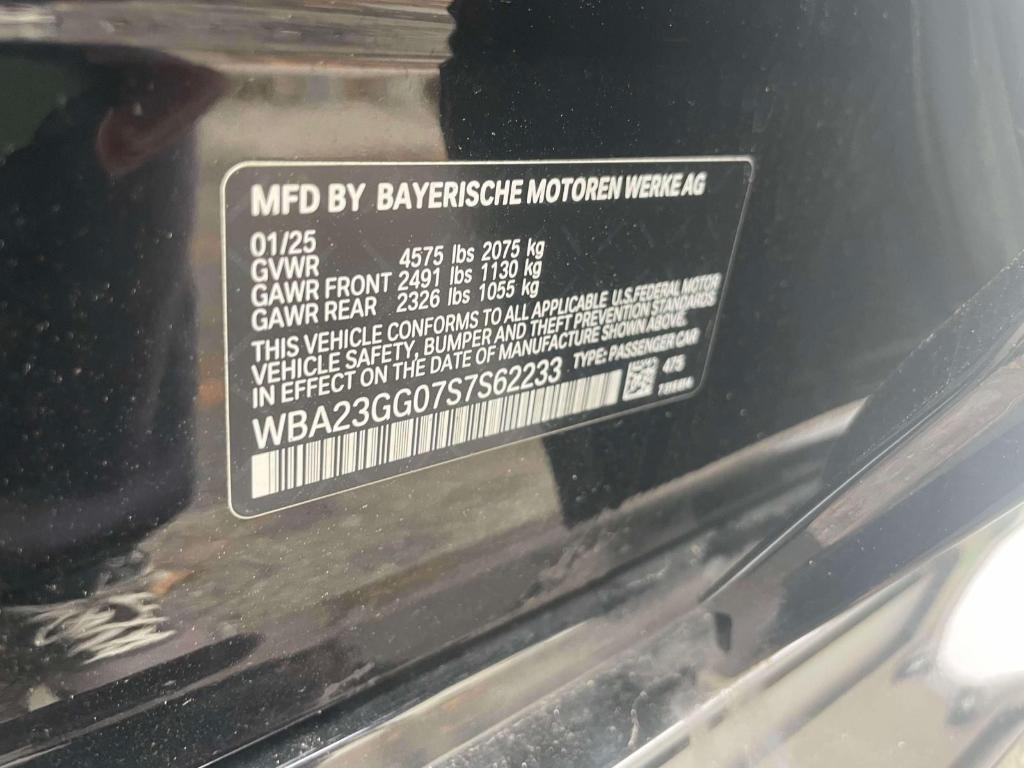 MFD BY BAYERISCHE MOTOREN WERKE AG
01/25
GVWR 4575 lbs 2075 kg
GAWR FRONT 2491 lbs 1130 kg
GAWR REAR 2326 lbs 1055 kg
THIS VEHICLE CONFORMS TO ALL APPLICABLE U.S.FEDERAL MOTOR
VEHICLE SAFETY, BUMPER AND THEFT PREVENTION STANDARDS
IN EFFECT ON THE DATE OF MANUFACTURE SHOWN ABOVE.
WBA23GG07S7S62233 TYPE: PASSENGER CAR
475